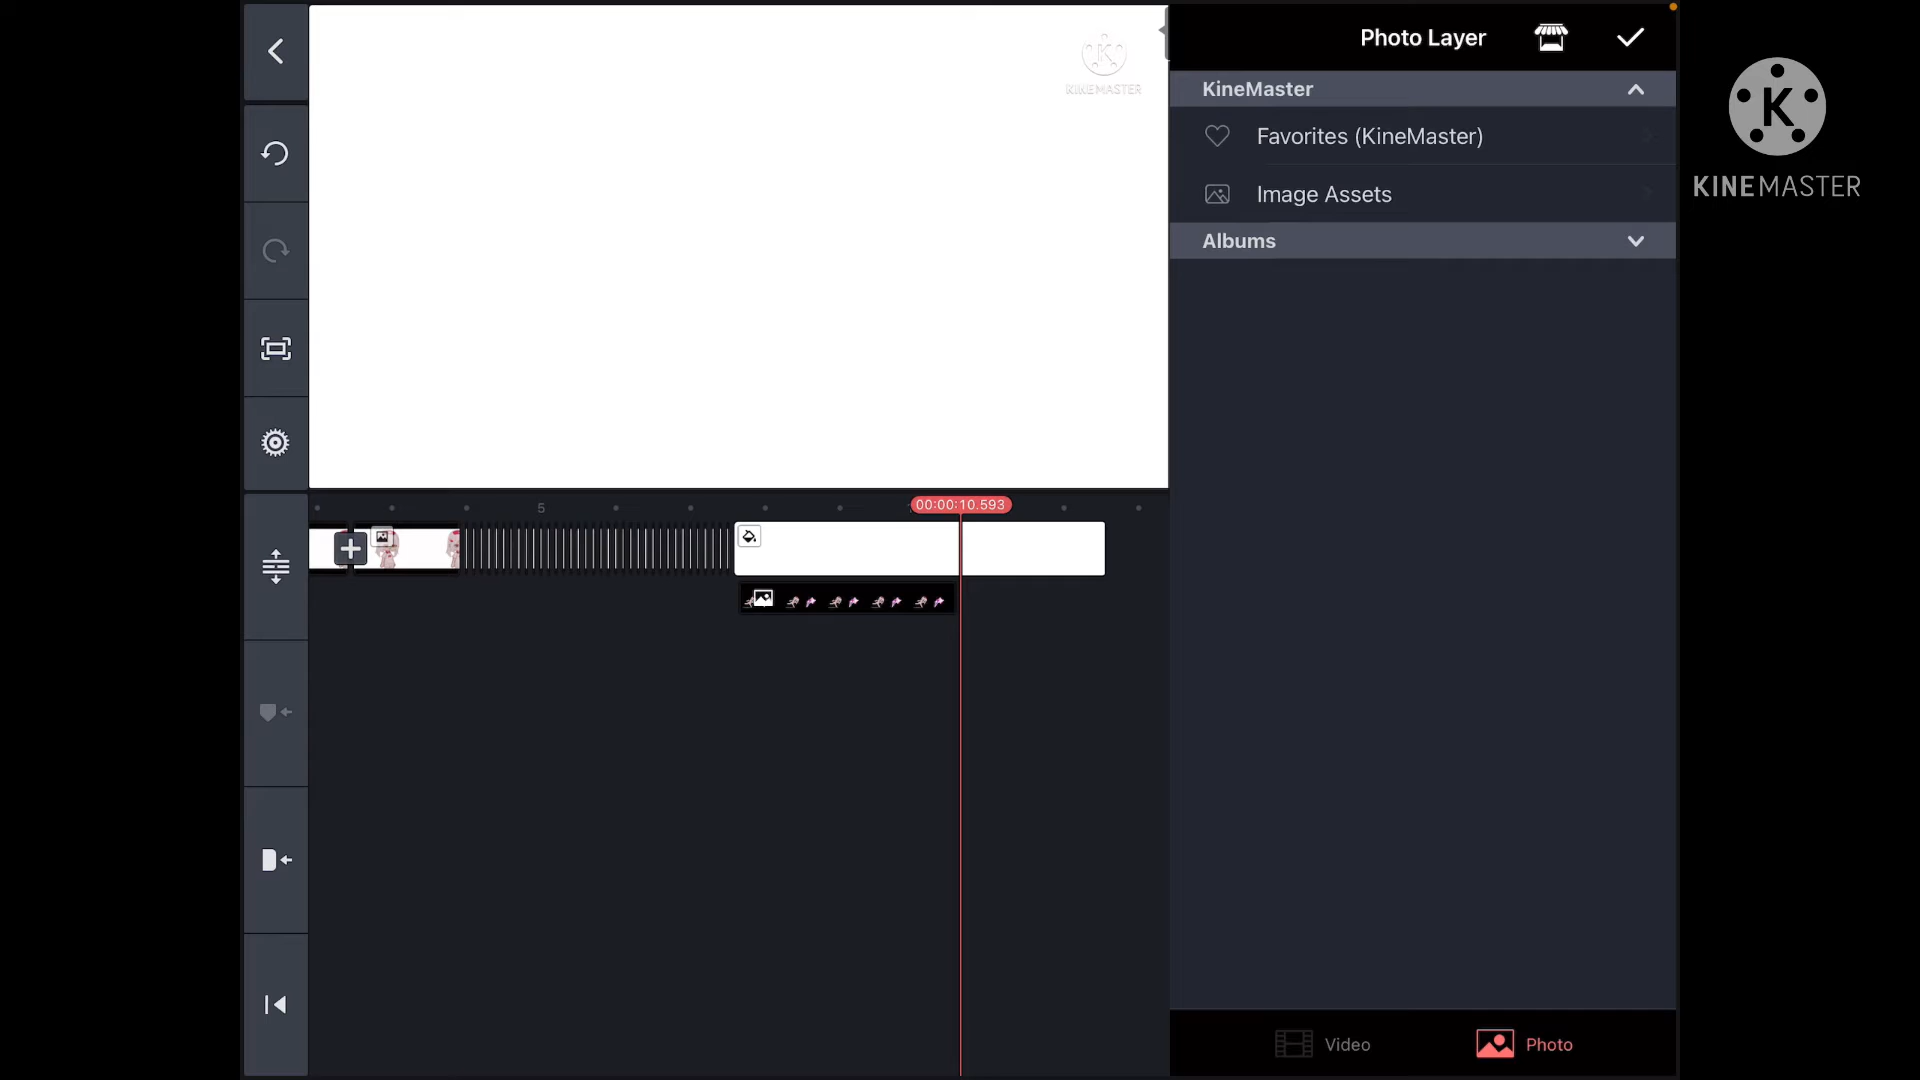 Photo Layer
KINEMASTER
KineMaster
Favorites (KineMaster)
Image Assets
Albums
K
KINEMASTER
5
00:00:10.593
Video
Photo